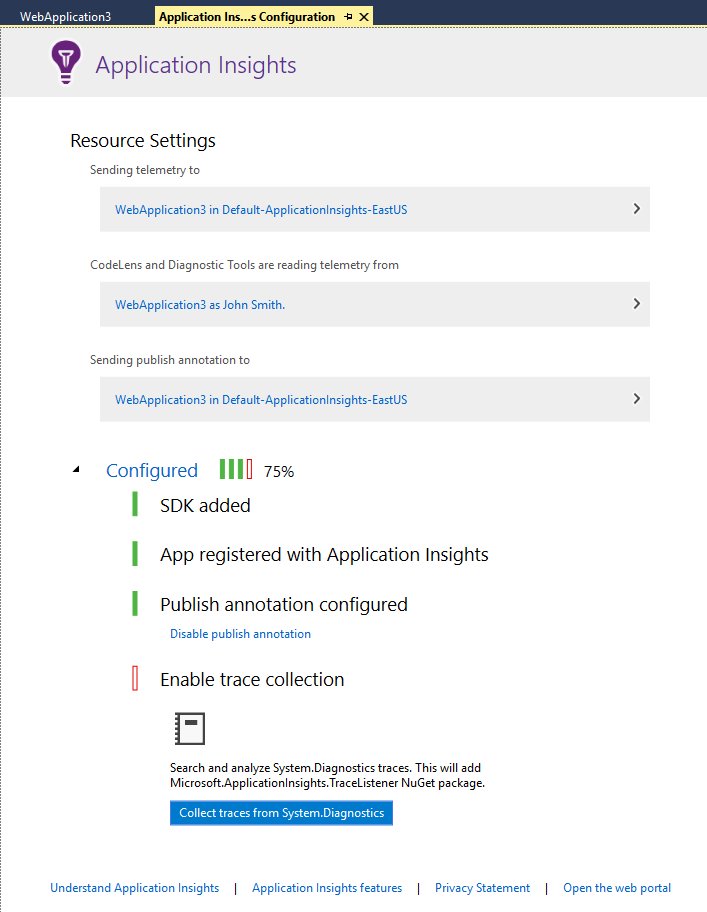 WebApplication3
Application Ins...s Configuration
Application Insights
Resource Settings
Sending telemetry to
WebApplication3 in Default-ApplicationInsights-EastUS
CodeLens and Diagnostic Tools are reading telemetry from
WebApplication3 as John Smith.
Sending publish annotation to
WebApplication3 in Default-ApplicationInsights-EastUS
Configured 75%
SDK added
App registered with Application Insights
Publish annotation configured
Disable publish annotation
Enable trace collection
Search and analyze System.Diagnostics traces. This will add
Microsoft.ApplicationInsights.TraceListener NuGet package.
Collect traces from System.Diagnostics
Understand Application Insights | Application Insights features | Privacy Statement | Open the web portal